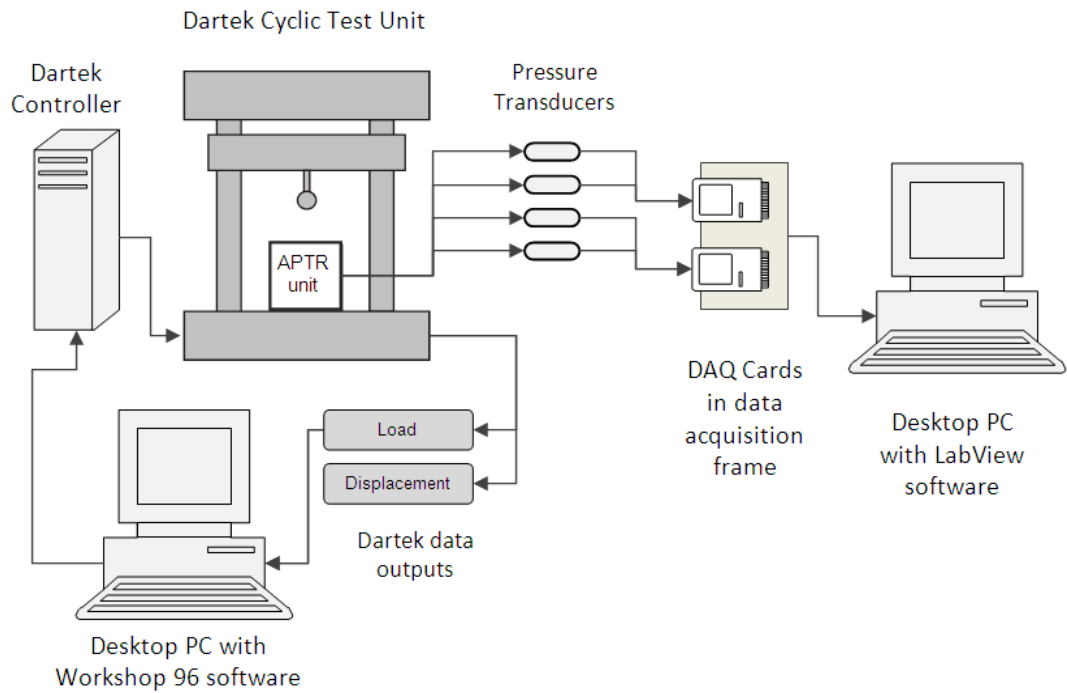 Dartek Cyclic Test Unit
Dartek
Controller
Pressure
Transducers
APTR
unit
DAQ Cards
in data
acquisition
frame
Desktop PC
with LabView
software
Load
Displacement
Dartek data
outputs
Desktop PC with
Workshop 96 software